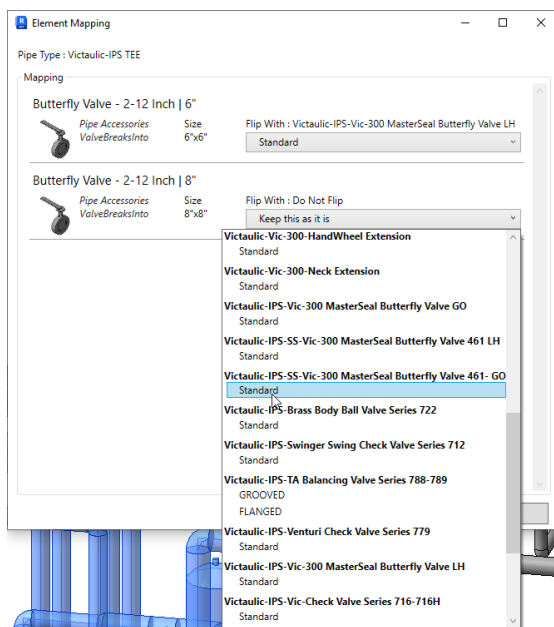 Element Mapping
Pipe Type : Victaulic-IPS TEE
Mapping
Butterfly Valve - 2-12 Inch | 6"
Pipe Accessories Size Flip With : Victaulic-IPS-Vic-300 MasterSeal Butterfly Valve LH
ValveBreaksInto 6"x6" Standard
Butterfly Valve - 2-12 Inch | 8"
Pipe Accessories Size Flip With : Do Not Flip
ValveBreaksInto 8"x8" Keep this as it is
Victaulic-Vic-300-HandWheel Extension
Standard
Victaulic-Vic-300-Neck Extension
Standard
Victaulic-IPS-Vic-300 MasterSeal Butterfly Valve GO
Standard
Victaulic-IPS-SS-Vic-300 MasterSeal Butterfly Valve 461 LH
Standard
Victaulic-IPS-SS-Vic-300 MasterSeal Butterfly Valve 461- GO
Standard
Victaulic-IPS-Brass Body Ball Valve Series 722
Standard
Victaulic-IPS-Swinger Swing Check Valve Series 712
Standard
Victaulic-IPS-TA Balancing Valve Series 788-789
GROOVED
FLANGED
Victaulic-IPS-Venturi Check Valve Series 779
Standard
Victaulic-IPS-Vic-300 MasterSeal Butterfly Valve LH
Standard
Victaulic-IPS-Vic-Check Valve Series 716-716H
Standard